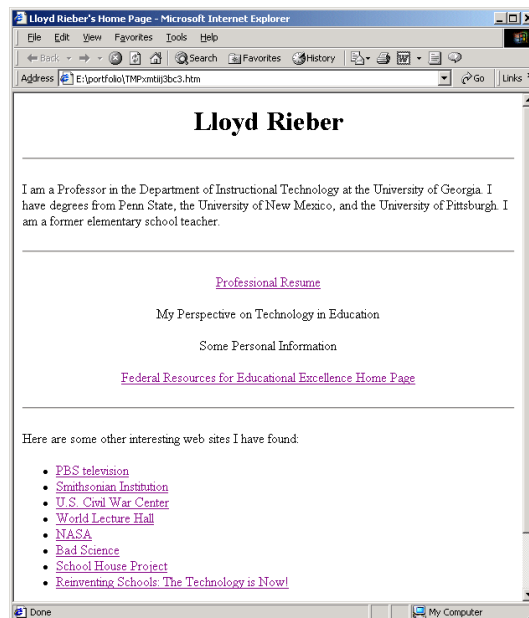 Lloyd Rieber's Home Page - Microsoft Internet Explorer
File Edit View Favorites Tools Help
Back Search Favorites History
Address E:\portfolio\TMPxmtiij3bc3.htm Go Links
Lloyd Rieber
I am a Professor in the Department of Instructional Technology at the University of Georgia. I
have degrees from Penn State, the University of New Mexico, and the University of Pittsburgh. I
am a former elementary school teacher.
Professional Resume
My Perspective on Technology in Education
Some Personal Information
Federal Resources for Educational Excellence Home Page
Here are some other interesting web sites I have found:
PBS television
Smithsonian Institution
U.S. Civil War Center
World Lecture Hall
NASA
Bad Science
School House Project
Reinventing Schools: The Technology is Now!
Done My Computer